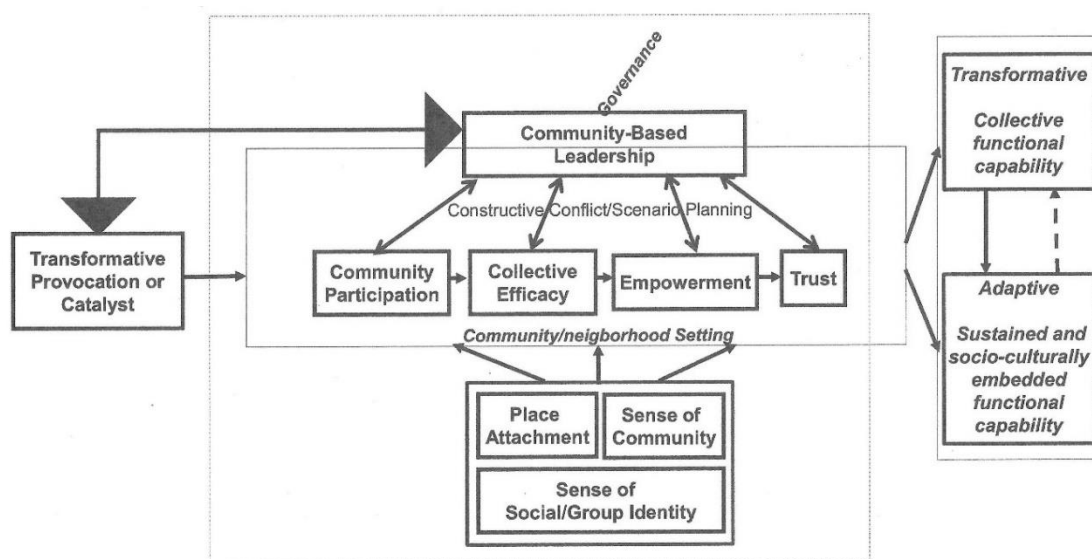 Governance
Community-Based
Leadership
Constructive Conflict/Scenario Planning
Transformative
Provocation or
Catalyst
Community
Participation
Collective
Efficacy
Empowerment
Trust
Community/neigborhood Setting
Place
Attachment
Sense of
Community
Sense of
Social/Group Identity
Transformative
Collective
functional
capability
Adaptive
Sustained and
socio-culturally
embedded
functional
capability